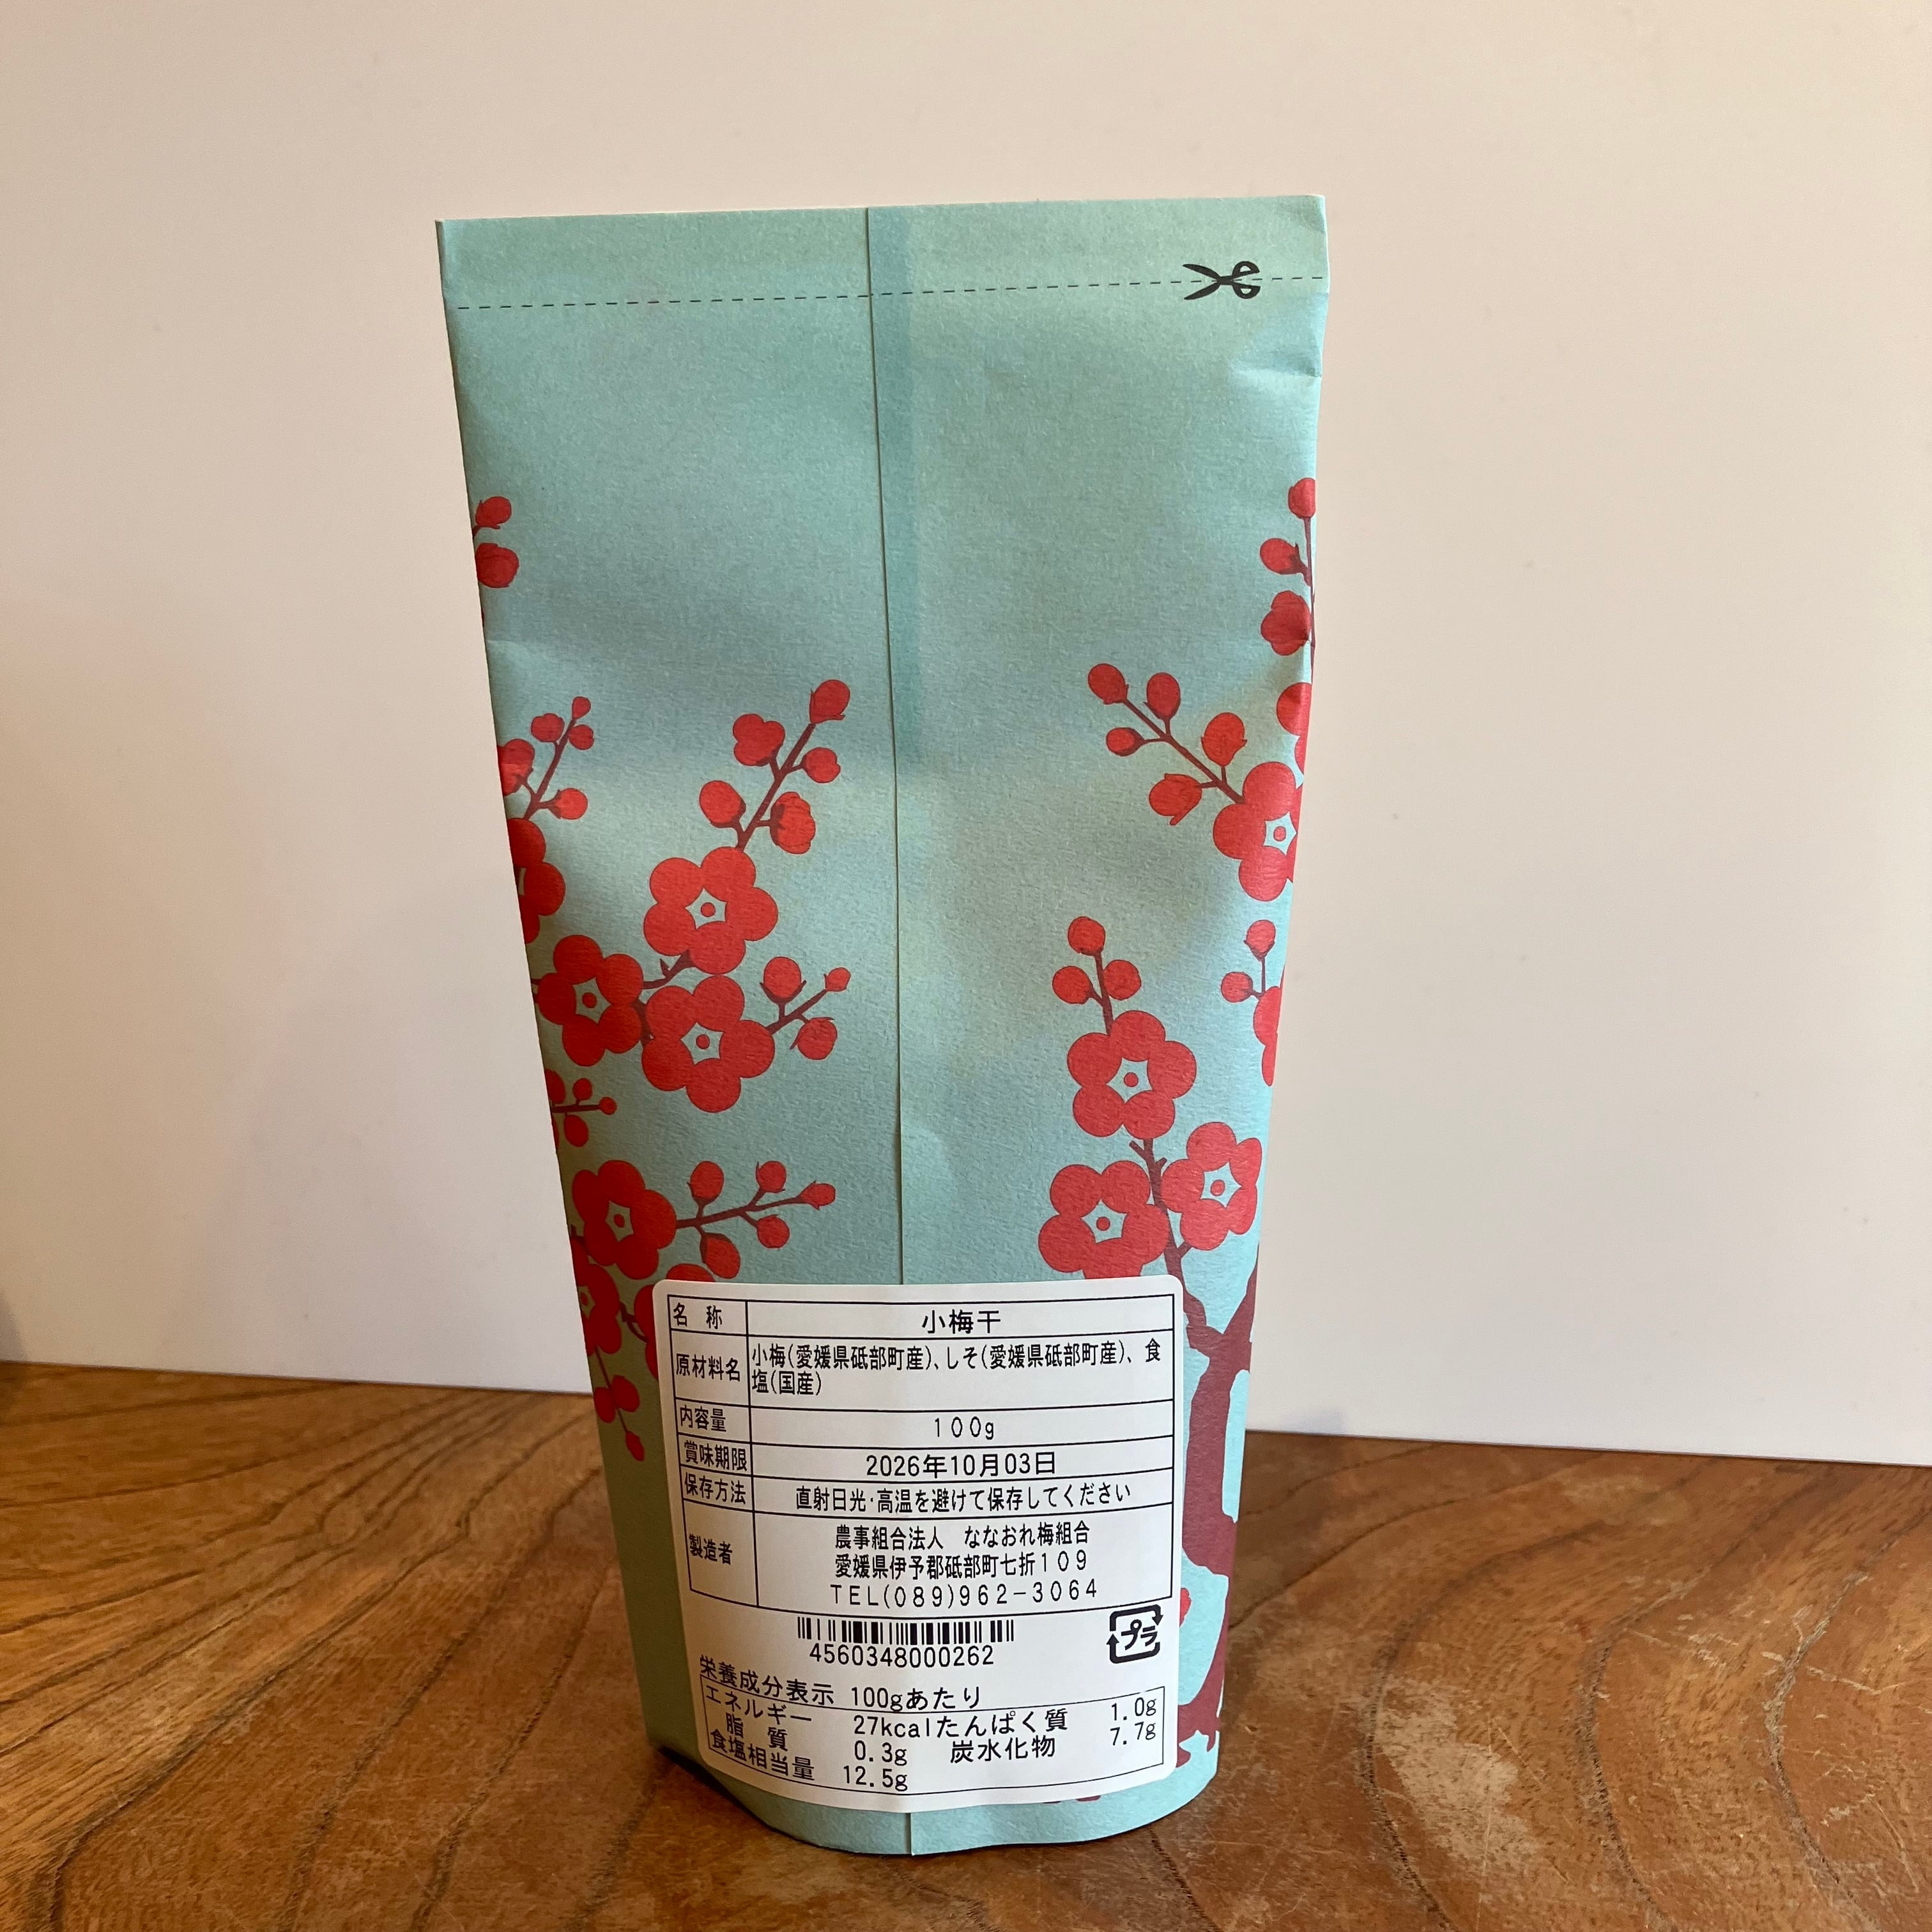 名 称 小梅干
原材料名 小梅(愛媛県砥部町産)、しそ(愛媛県砥部町産)、食
塩(国産)
内容量 100g
賞味期限 2026年10月03日
保存方法 直射日光・高温を避けて保存してください
製造者 農事組合法人 ななおれ梅組合
愛媛県伊予郡砥部町七折109
TEL(089)962-3064
プラ
4560348000262
栄養成分表示 100gあたり
エネルギー 27kcal たんぱく質 1.0g
脂 質 0.3g 炭水化物 7.7g
食塩相当量 12.5g